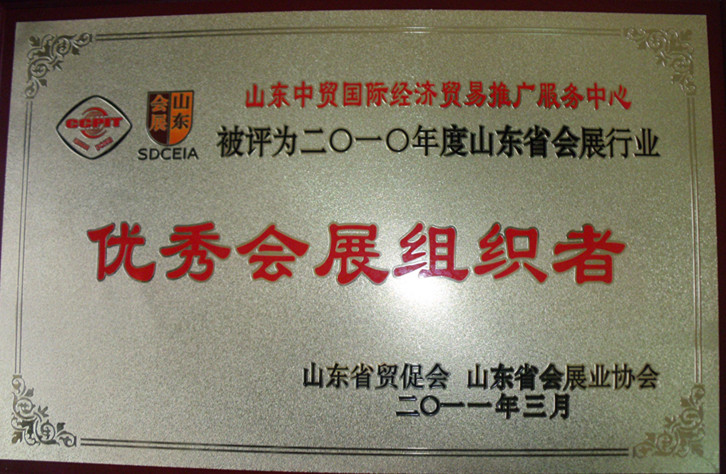 山东中贸国际经济贸易推广服务中心
CCPIT
山东
会展
SDCEIA
被评为二〇一〇年度山东省会展行业
优秀会展组织者
山东省贸促会 山东省会展业协会
二〇一一年三月